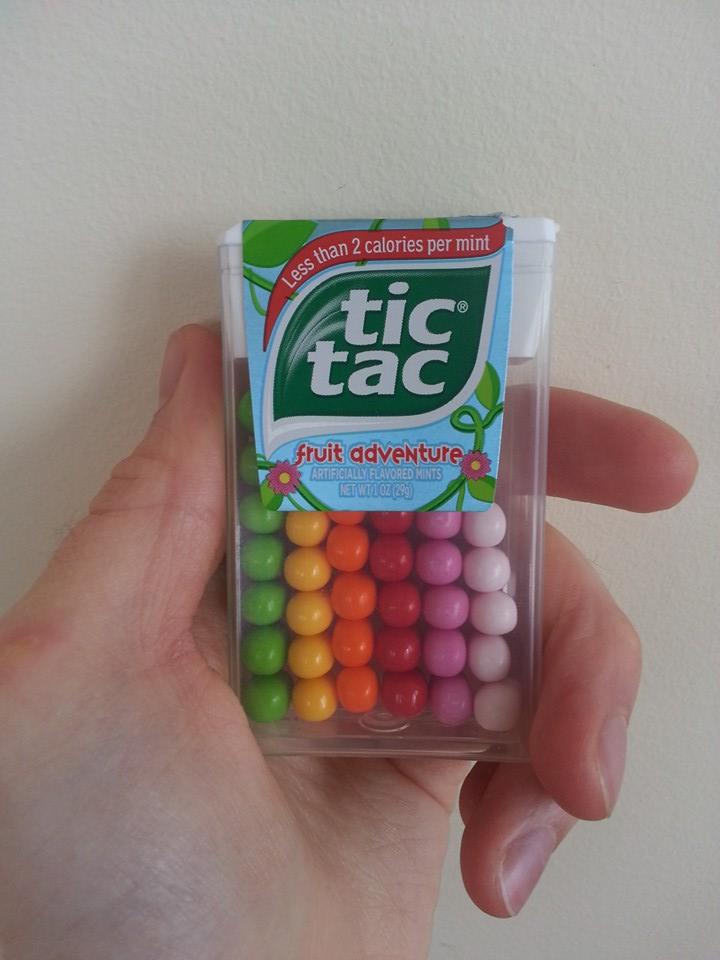 Less than 2 calories per mint
tic®
tac
fruit adventure
ARTIFICIALLY FLAVORED MINTS
NET WT 1 OZ (29g)